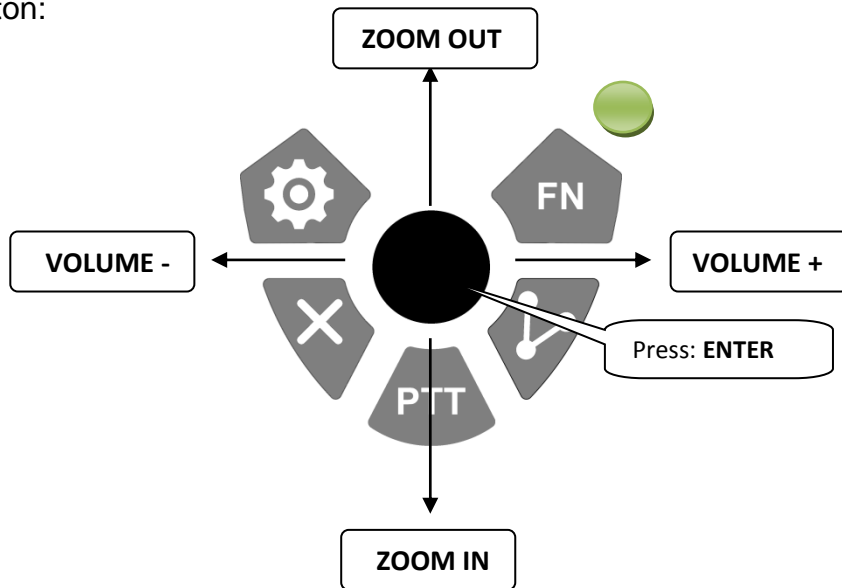 ton:
ZOOM OUT
FN
VOLUME -
VOLUME +
Press: ENTER
PTT
ZOOM IN